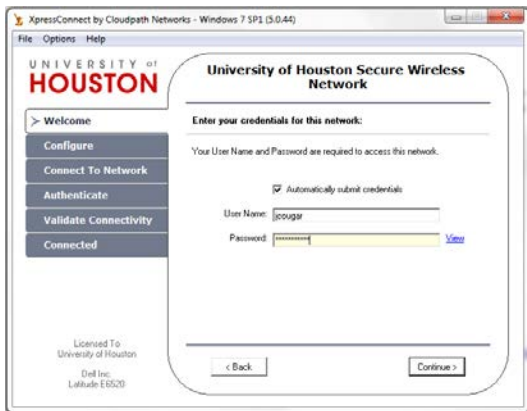 XpressConnect by Cloudpath Networks - Windows 7 SP1 (5.0.44)
File Options Help
UNIVERSITY of
HOUSTON
University of Houston Secure Wireless
Network
> Welcome
Configure
Connect To Network
Authenticate
Validate Connectivity
Connected
Enter your credentials for this network:
Your User Name and Password are required to access this network.
Automatically submit credentials
User Name: jcougar
Password: View
Licensed To
University of Houston
Dell Inc.
Latitude E6520
< Back Continue >